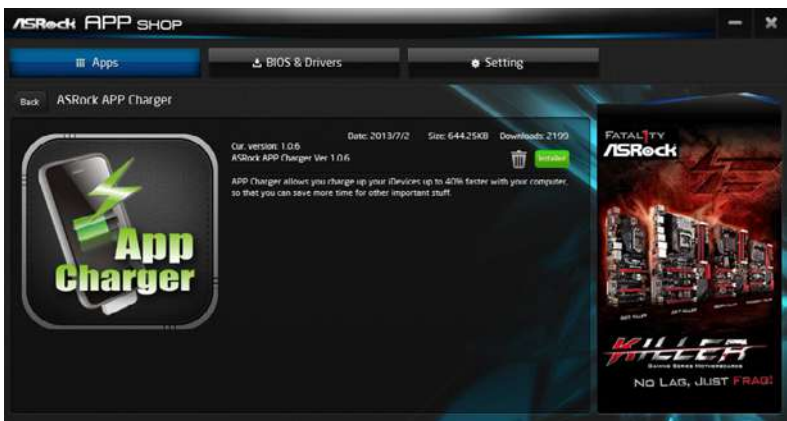 ASRock APP SHOP
Apps
BIOS & Drivers
Setting
Back
ASRock APP Charger
Date: 2013/7/2 Size: 644.25KB Downloads: 2199
Cur. version: 1.0.6
ASRock APP Charger Ver 1.0.6
Installed
APP Charger allows you charge up your iDevices up to 40% faster with your computer,
so that you can save more time for other important stuff.
App
Charger
FATAL1TY
ASRock
KILLER
GAMING SERIES MOTHERBOARDS
NO LAG, JUST FRAG!